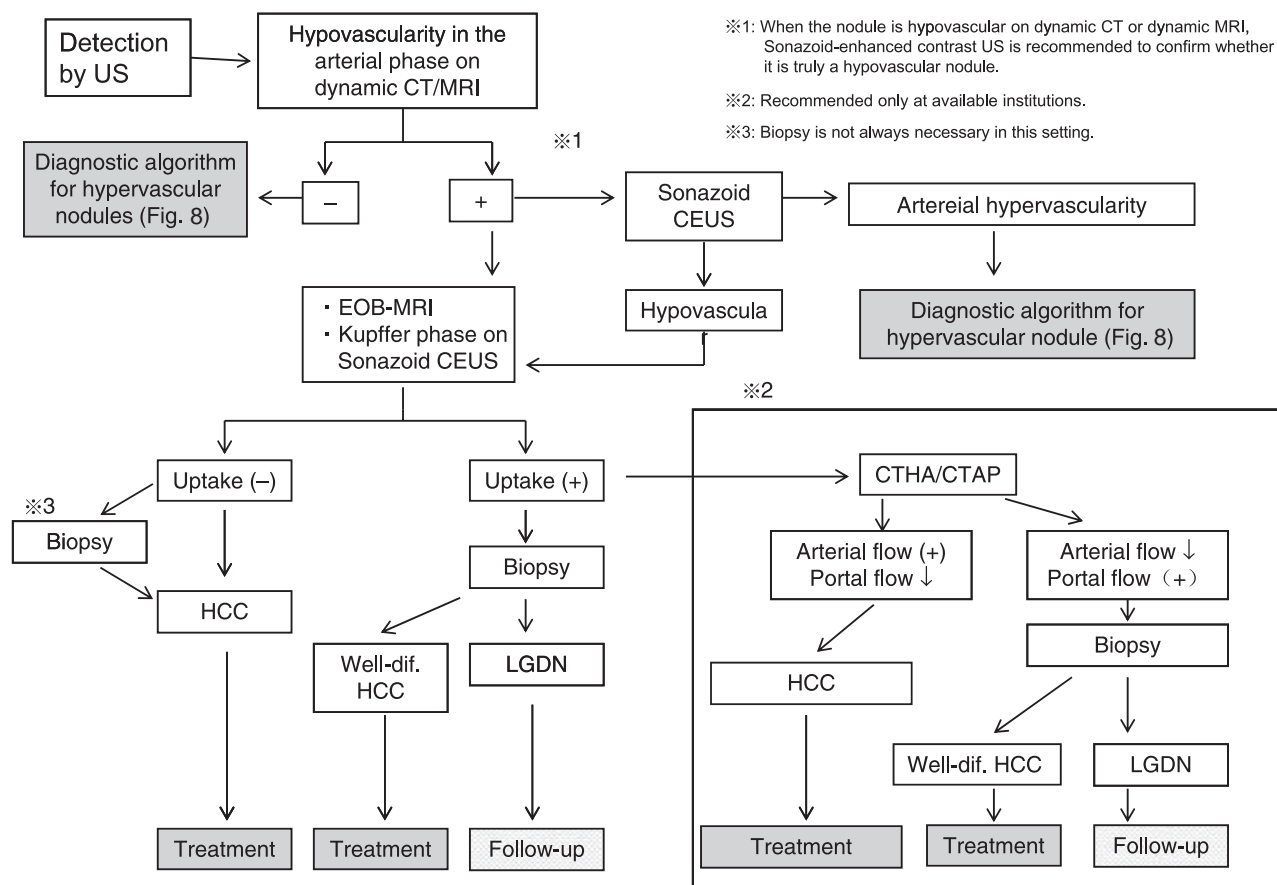 Detection
by US
Hypovascularity in the
arterial phase on
dynamic CT/MRI
※1: When the nodule is hypovascular on dynamic CT or dynamic MRI,
Sonazoid-enhanced contrast US is recommended to confirm whether
it is truly a hypovascular nodule.
※2: Recommended only at available institutions.
※3: Biopsy is not always necessary in this setting.
※1
Diagnostic algorithm
for hypervascular
nodules (Fig. 8)
–
+
Sonazoid
CEUS
Artereial hypervascularity
・EOB-MRI
・Kupffer phase on
Sonazoid CEUS
Hypovascula
Diagnostic algorithm for
hypervascular nodule (Fig. 8)
※2
Uptake (–)
Uptake (+)
CTHA/CTAP
※3
Biopsy
Biopsy
Arterial flow (+)
Portal flow ↓
Arterial flow ↓
Portal flow （+）
HCC
Well-dif.
HCC
LGDN
HCC
Biopsy
Well-dif. HCC
LGDN
Treatment
Treatment
Follow-up
Treatment
Treatment
Follow-up